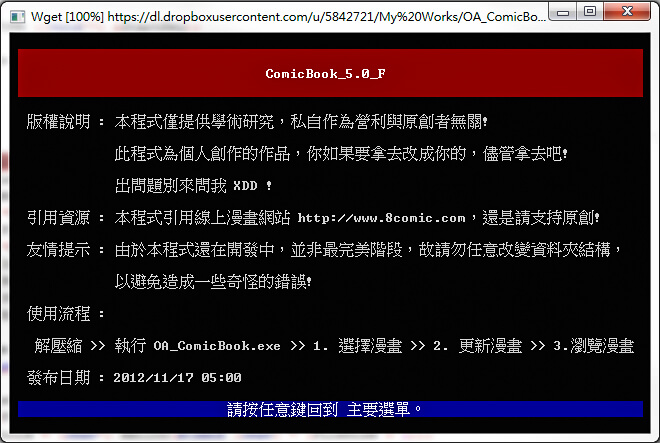 Wget [100%] https://dl.dropboxusercontent.com/u/5842721/My%20Works/OA_ComicBo...
ComicBook_5.0_F
版權說明 : 本程式僅提供學術研究，私自作為營利與原創者無關!
此程式為個人創作的作品，你如果要拿去改成你的，儘管拿去吧!
出問題別來問我 XDD !
引用資源 : 本程式引用線上漫畫網站 http://www.8comic.com，還是請支持原創!
友情提示 : 由於本程式還在開發中，並非最完美階段，故請勿任意改變資料夾結構，
以避免造成一些奇怪的錯誤!
使用流程 :
解壓縮 >> 執行 OA_ComicBook.exe >> 1. 選擇漫畫 >> 2. 更新漫畫 >> 3.瀏覽漫畫
發布日期 : 2012/11/17 05:00
請按任意鍵回到 主要選單。